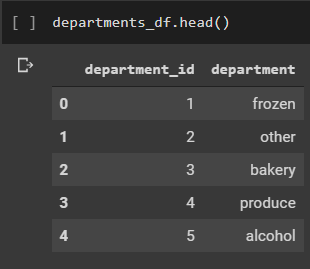 [ ] departments_df.head()
department_id department
0 1 frozen
1 2 other
2 3 bakery
3 4 produce
4 5 alcohol